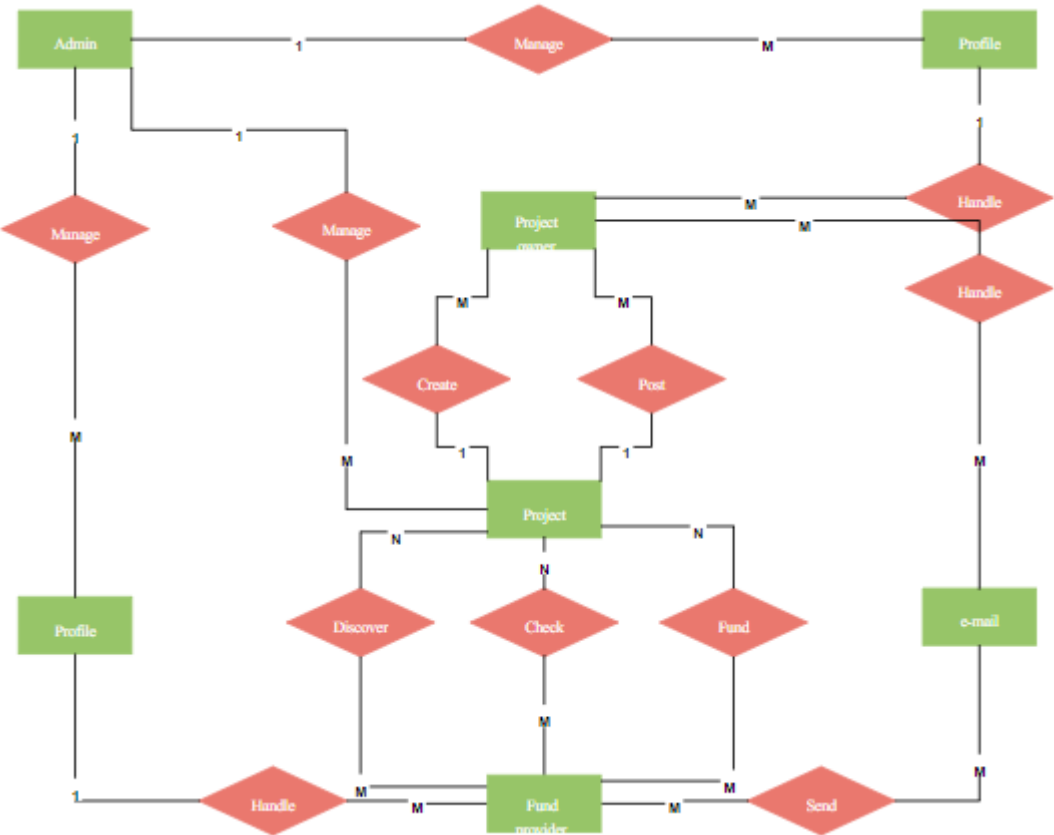 Admin
1
Manage
M
Profile
1
1
1
Manage
Manage
Project
owner
M
Handle
M
Handle
M
M
Create
Post
M
M
M
1
1
Project
N
N
N
Discover
Check
Fund
Profile
e-mail
M
M
M
M
1
Handle
M
Fund
provider
M
Send